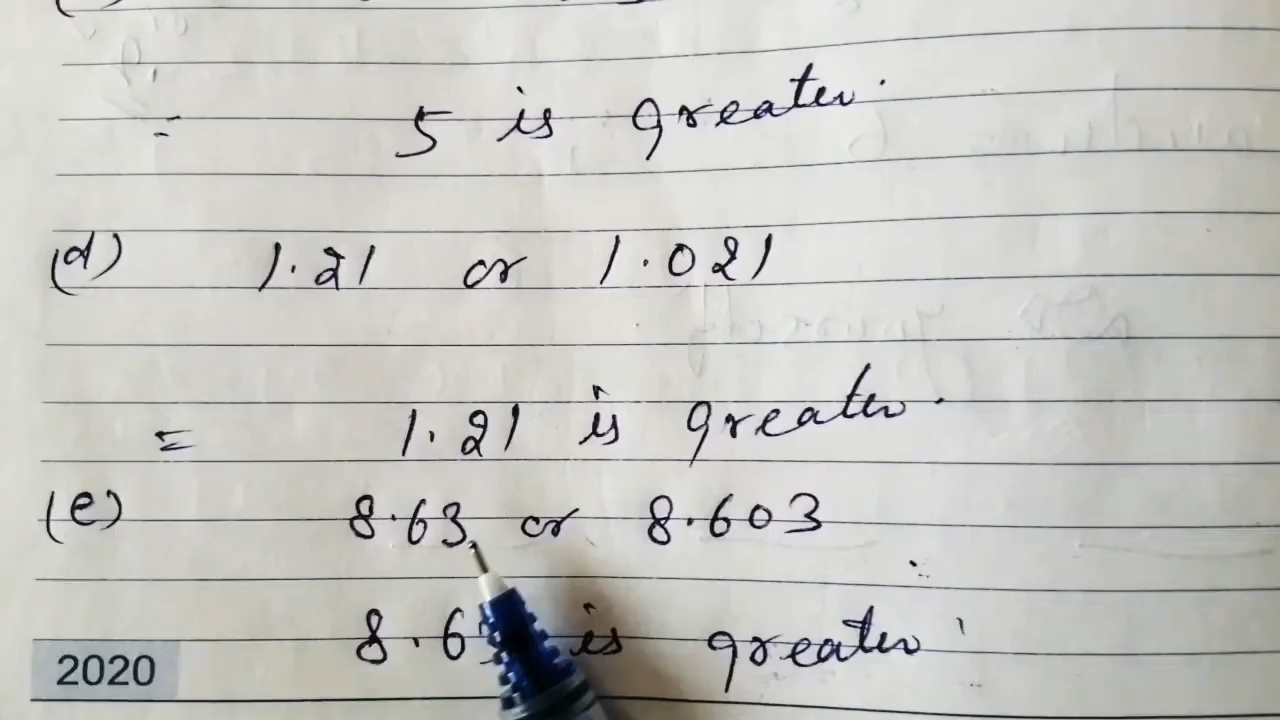 = 5 is greater.
(d) 1.21 or 1.021
= 1.21 is greater.
(e) 8.63 or 8.603
is greater
2020